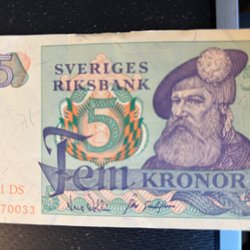 5
SVERIGES
RIKSBANK
5
Fem KRONOR
I DS
70033